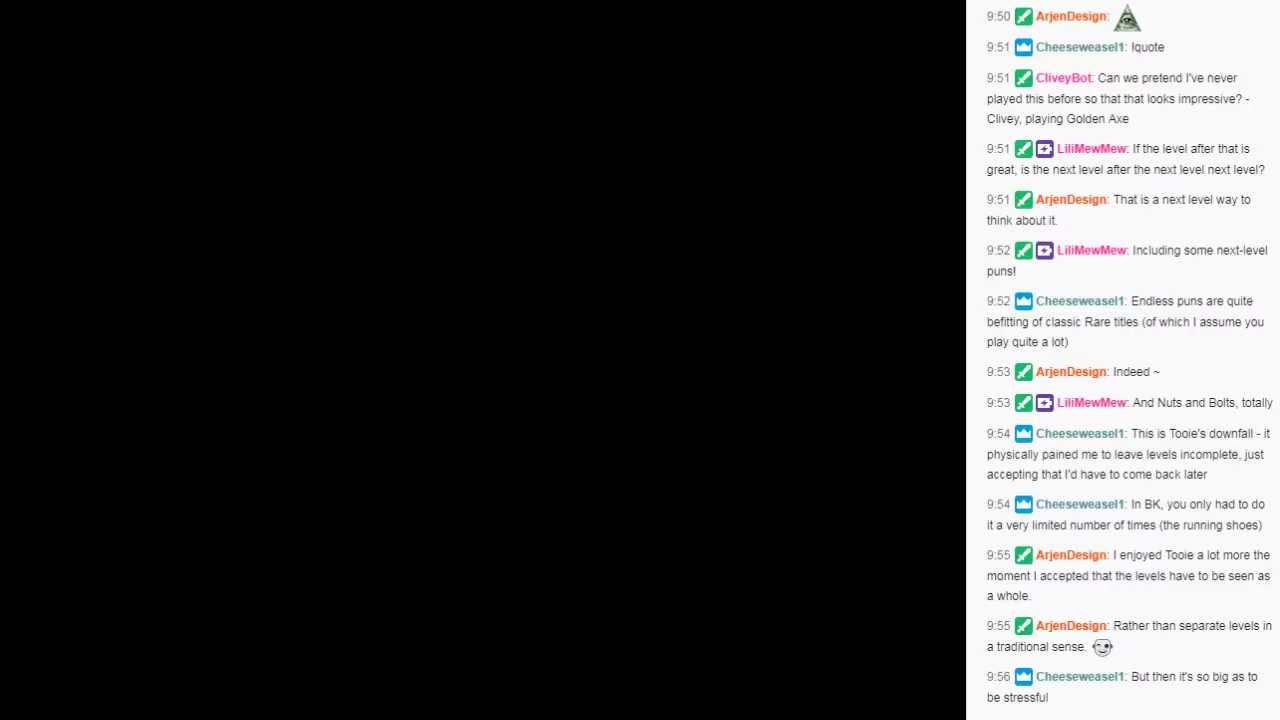 9:50 ArjenDesign:
9:51 Cheeseweasel1: !quote
9:51 CliveyBot: Can we pretend I've never
played this before so that that looks impressive? -
Clivey, playing Golden Axe
9:51 LiliMewMew: If the level after that is
great, is the next level after the next level next level?
9:51 ArjenDesign: That is a next level way to
think about it.
9:52 LiliMewMew: Including some next-level
puns!
9:52 Cheeseweasel1: Endless puns are quite
befitting of classic Rare titles (of which I assume you
play quite a lot)
9:53 ArjenDesign: Indeed ~
9:53 LiliMewMew: And Nuts and Bolts, totally
9:54 Cheeseweasel1: This is Tooie's downfall - it
physically pained me to leave levels incomplete, just
accepting that I'd have to come back later
9:54 Cheeseweasel1: In BK, you only had to do
it a very limited number of times (the running shoes)
9:55 ArjenDesign: I enjoyed Tooie a lot more the
moment I accepted that the levels have to be seen as
a whole.
9:55 ArjenDesign: Rather than separate levels in
a traditional sense.
9:56 Cheeseweasel1: But then it's so big as to
be stressful